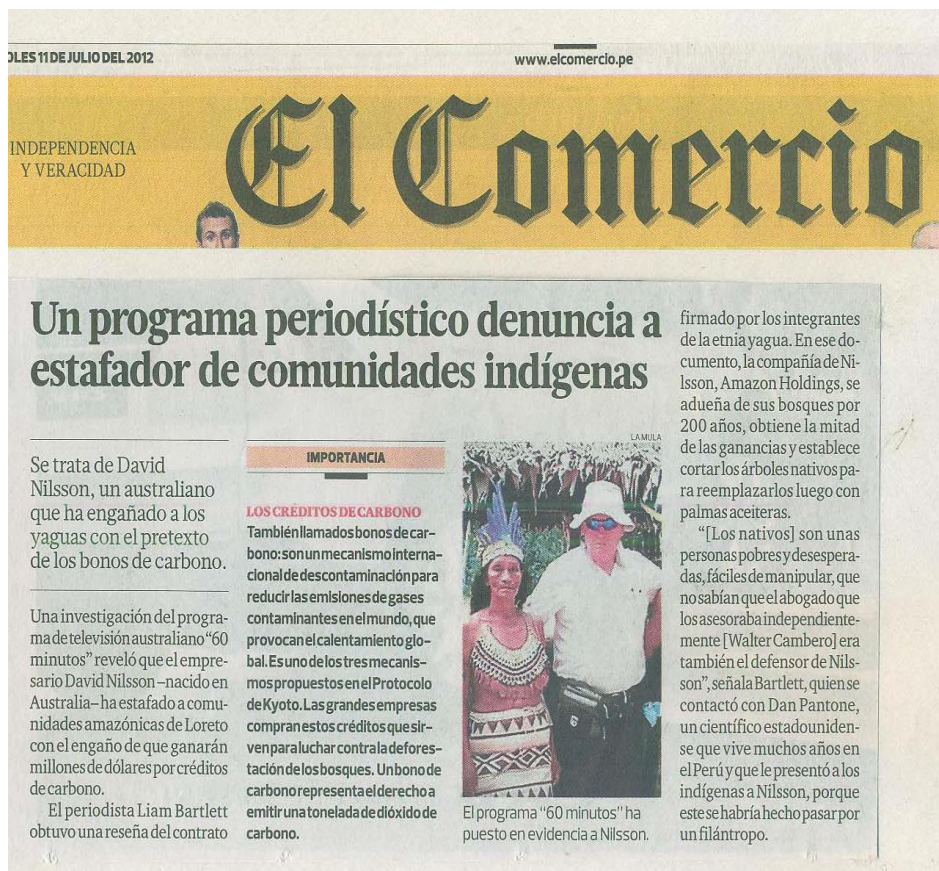 OLES 11 DE JULIO DEL 2012
www.elcomercio.pe
INDEPENDENCIA
Y VERACIDAD
El Comercio
Un programa periodístico denuncia a
estafador de comunidades indígenas
Se trata de David
Nilsson, un australiano
que ha engañado a los
yaguas con el pretexto
de los bonos de carbono.
Una investigación del progra-
ma de televisión australiano “60
minutos” reveló que el empre-
sario David Nilsson –nacido en
Australia– ha estafado a comu-
nidades amazónicas de Loreto
con el engaño de que ganarán
millones de dólares por créditos
de carbono.
El periodista Liam Bartlett
obtuvo una reseña del contrato
IMPORTANCIA
LOS CRÉDITOS DE CARBONO
También llamados bonos de car-
bono: son un mecanismo interna-
cional de descontaminación para
reducir las emisiones de gases
contaminantes en el mundo, que
provocan el calentamiento glo-
bal. Es uno de los tres mecanis-
mos propuestos en el Protocolo
de Kyoto. Las grandes empresas
compran estos créditos que sir-
ven para luchar contra la defores-
tación de los bosques. Un bono de
carbono representa el derecho a
emitir una tonelada de dióxido de
carbono.
LA MULA
El programa “60 minutos” ha
puesto en evidencia a Nilsson.
firmado por los integrantes
de la etnia yagua. En ese do-
cumento, la compañía de Ni-
lsson, Amazon Holdings, se
adueña de sus bosques por
200 años, obtiene la mitad
de las ganancias y establece
cortar los árboles nativos pa-
ra reemplazarlos luego con
palmas aceiteras.
“[Los nativos] son unas
personas pobres y desespera-
das, fáciles de manipular, que
no sabían que el abogado que
los asesoraba independiente-
mente [Walter Cambero] era
también el defensor de Nils-
son”, señala Bartlett, quien se
contactó con Dan Pantone,
un científico estadouniden-
se que vive muchos años en
el Perú y que le presentó a los
indígenas a Nilsson, porque
este se habría hecho pasar por
un filántropo.